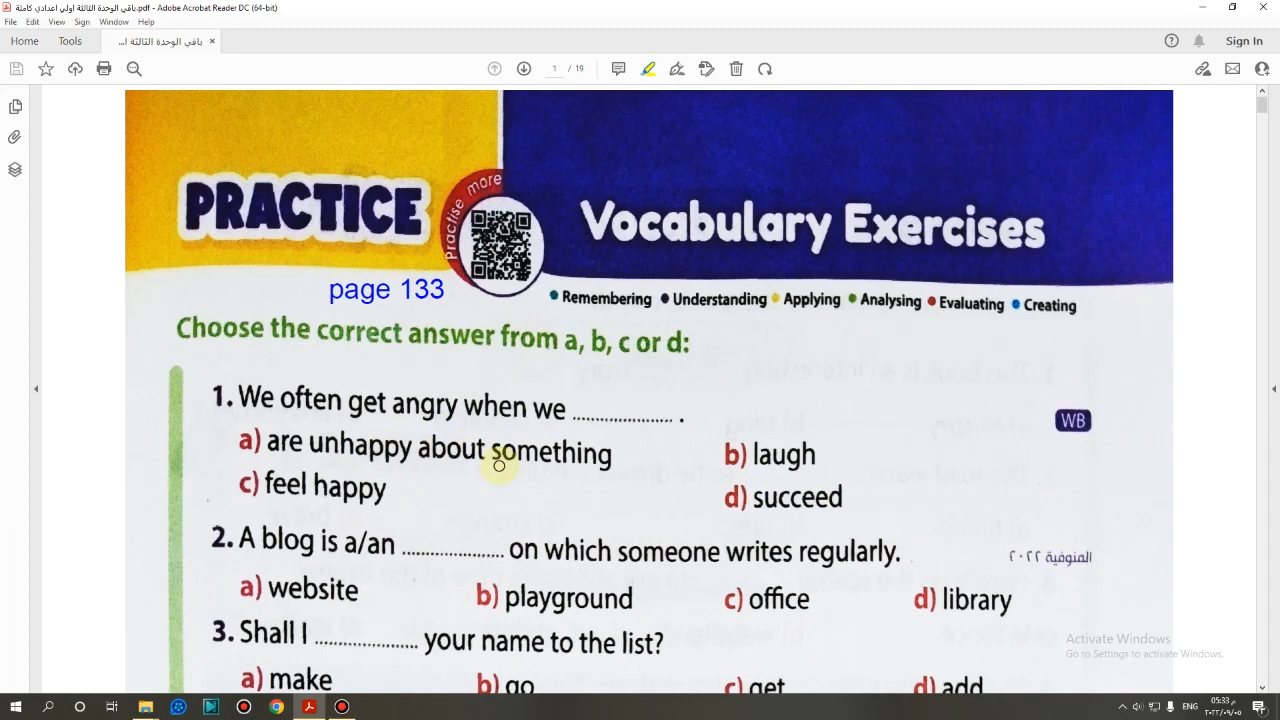 باقي الوحدة الثالثة اولي اعدادي كاملة.pdf - Adobe Acrobat Reader DC (64-bit)
File Edit View Sign Window Help
Home Tools باقي الوحدة الثالثة ا... × Sign In
1 / 19
PRACTICE
Practise more
Vocabulary Exercises
page 133
Remembering Understanding Applying Analysing Evaluating Creating
Choose the correct answer from a, b, c or d:
1. We often get angry when we .................... . WB
a) are unhappy about something b) laugh
c) feel happy d) succeed
2. A blog is a/an .................... on which someone writes regularly. المنوفية ٢٠٢٢
a) website b) playground c) office d) library
3. Shall I .................... your name to the list?
a) make b) go c) get d) add
Activate Windows
Go to Settings to activate Windows.
ENG 05:33 م
٢٠٢٢/٠٩/٠٥